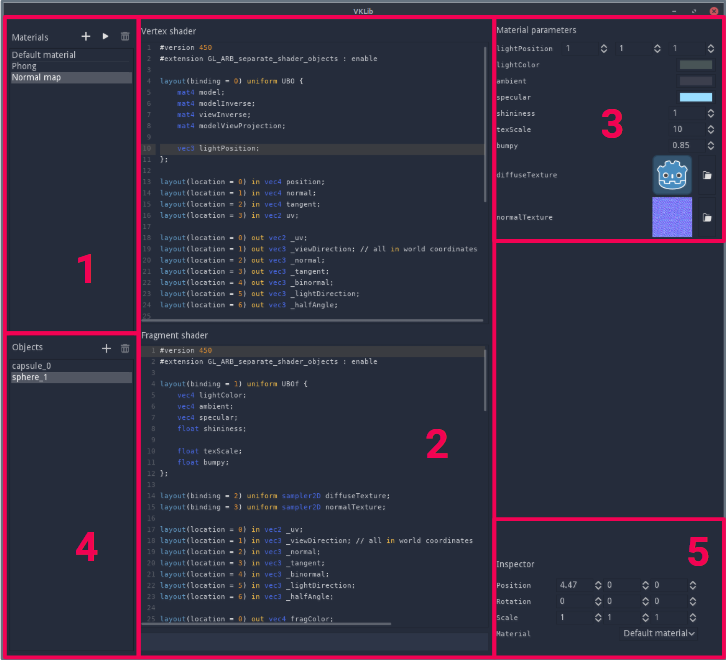 VKLib
Materials
Default material
Phong
Normal map
1
Vertex shader
1 #version 450
2 #extension GL_ARB_separate_shader_objects : enable
3
4 layout(binding = 0) uniform UBO {
5 mat4 model;
6 mat4 modelInverse;
7 mat4 viewInverse;
8 mat4 modelViewProjection;
9
10 vec3 lightPosition;
11 };
12
13 layout(location = 0) in vec4 position;
14 layout(location = 1) in vec4 normal;
15 layout(location = 2) in vec4 tangent;
16 layout(location = 3) in vec2 uv;
17
18 layout(location = 0) out vec2 _uv;
19 layout(location = 1) out vec3 _viewDirection; // all in world coordinates
20 layout(location = 2) out vec3 _normal;
21 layout(location = 3) out vec3 _tangent;
22 layout(location = 4) out vec3 _binormal;
23 layout(location = 5) out vec3 _lightDirection;
24 layout(location = 6) out vec3 _halfAngle;
25
Material parameters
lightPosition 1 1 1
lightColor
ambient
specular
shininess 1
texScale 10
bumpy 0.85
diffuseTexture
normalTexture
3
Objects
capsule_0
sphere_1
4
Fragment shader
1 #version 450
2 #extension GL_ARB_separate_shader_objects : enable
3
4 layout(binding = 1) uniform UBOf {
5 vec4 lightColor;
6 vec4 ambient;
7 vec4 specular;
8 float shininess;
9
10 float texScale;
11 float bumpy;
12 };
13
14 layout(binding = 2) uniform sampler2D diffuseTexture;
15 layout(binding = 3) uniform sampler2D normalTexture;
16
17 layout(location = 0) in vec2 _uv;
18 layout(location = 1) in vec3 _viewDirection; // all in world coordinates
19 layout(location = 2) in vec3 _normal;
20 layout(location = 3) in vec3 _tangent;
21 layout(location = 4) in vec3 _binormal;
22 layout(location = 5) in vec3 _lightDirection;
23 layout(location = 6) in vec3 _halfAngle;
24
25 layout(location = 0) out vec4 fragColor;
2
5
Inspector
Position 4.47 0 0
Rotation 0 0 0
Scale 1 1 1
Material Default material